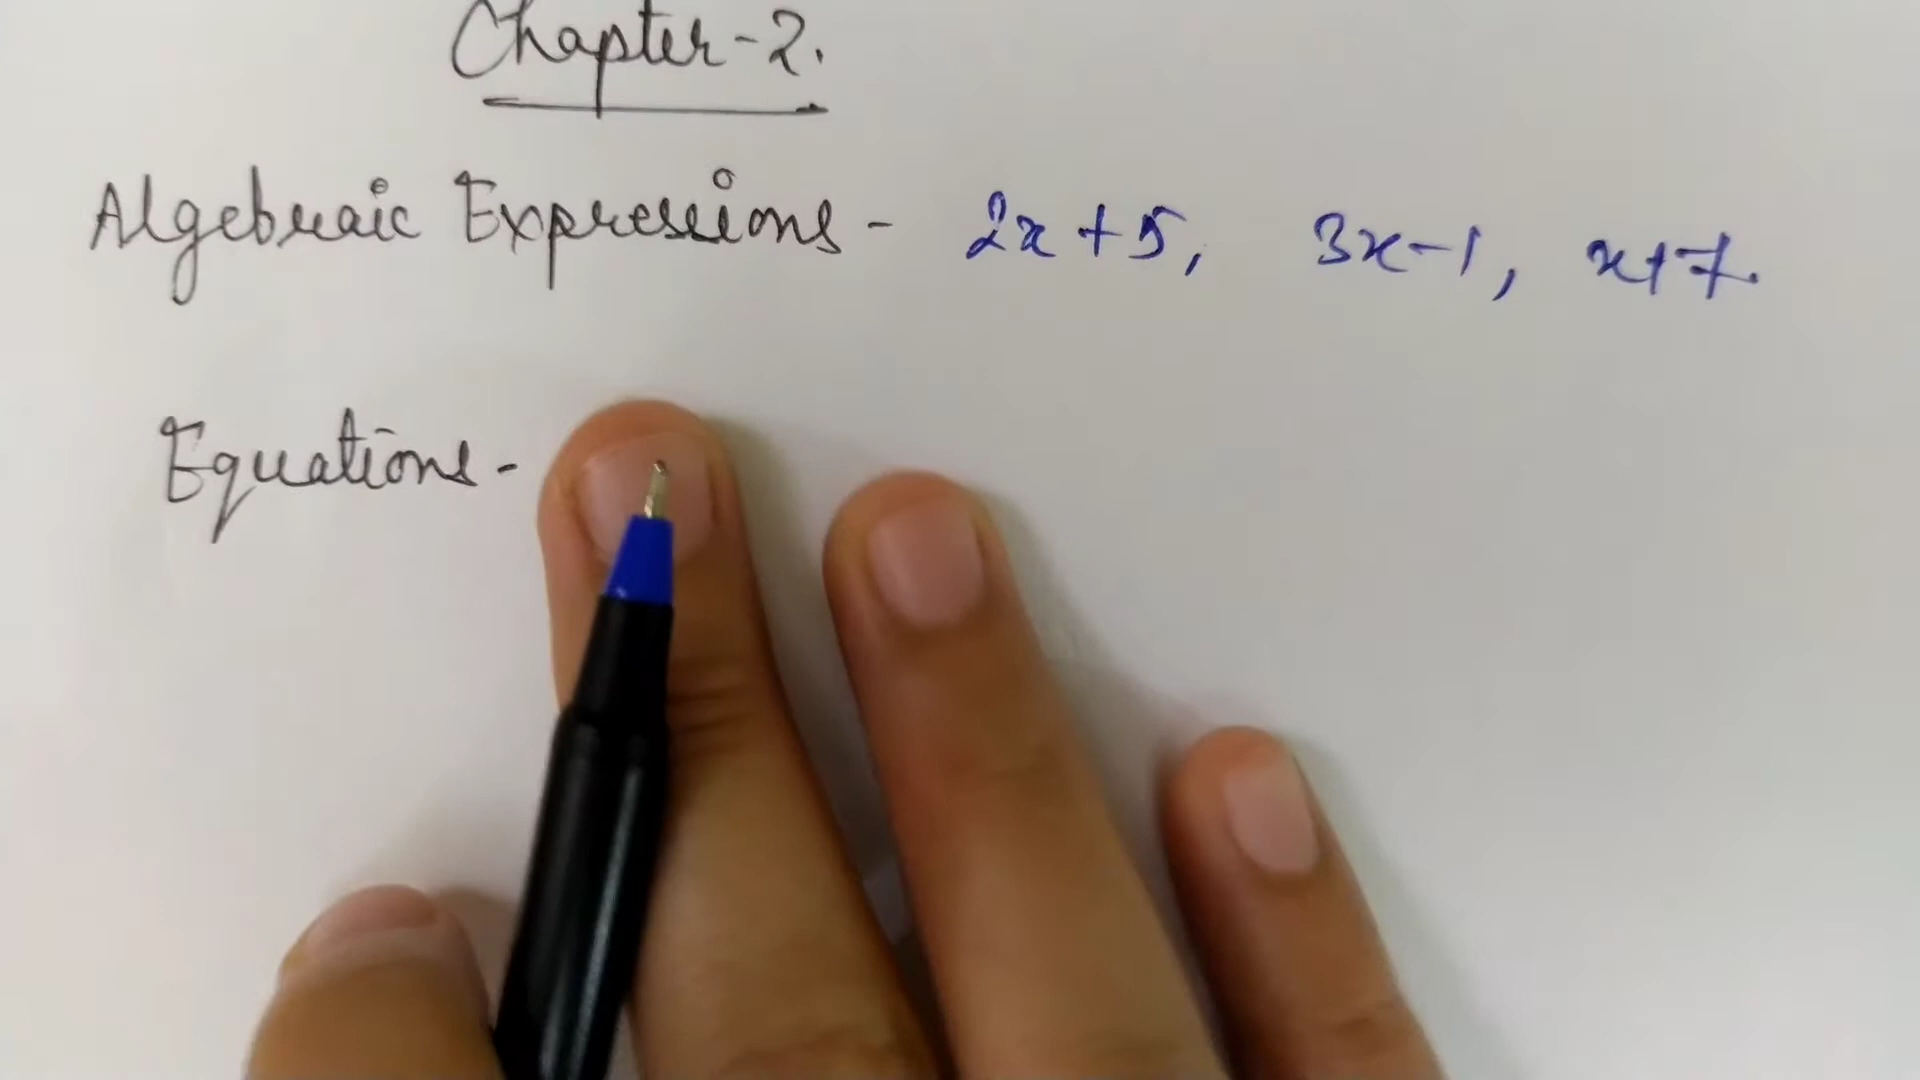 Chapter-2.
Algebraic Expressions - 2x+5, 3x-1, x+7.
Equations -